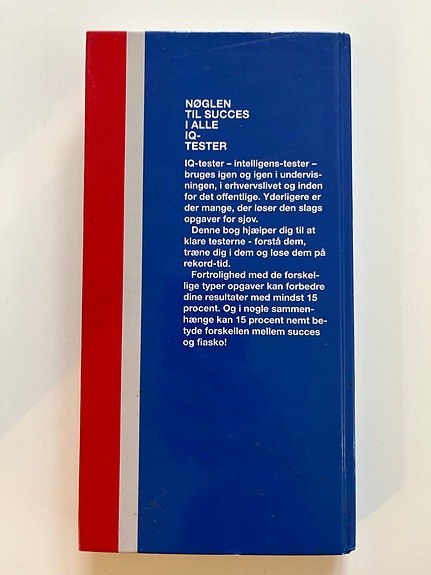 NØGLEN
TIL SUCCES
I ALLE
IQ-
TESTER
IQ-tester – intelligens-tester –
bruges igen og igen i undervis-
ningen, i erhvervslivet og inden
for det offentlige. Yderligere er
der mange, der løser den slags
opgaver for sjov.
Denne bog hjælper dig til at
klare testerne - forstå dem,
træne dig i dem og løse dem på
rekord-tid.
Fortrolighed med de forskel-
lige typer opgaver kan forbedre
dine resultater med mindst 15
procent. Og i nogle sammen-
hænge kan 15 procent nemt be-
tyde forskellen mellem succes
og fiasko!